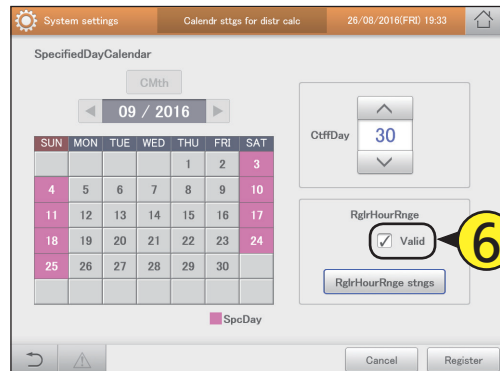 System settings
Calendr sttgs for distr calc
26/08/2016(FRI) 19:33
SpecifiedDayCalendar
CMth
09 / 2016
SUN MON TUE WED THU FRI SAT
1 2 3
4 5 6 7 8 9 10
11 12 13 14 15 16 17
18 19 20 21 22 23 24
25 26 27 28 29 30
SpcDay
CtffDay 30
RglrHourRnge
Valid
6
RglrHourRnge stngs
Cancel Register